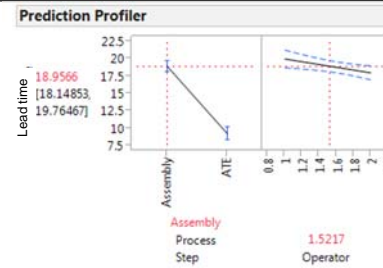 Prediction Profiler
Lead time
18.9566
[18.14853,
19.76467]
22.5
20
17.5
15
12.5
10
7.5
Assembly
ATE
0.8
1
1.2
1.4
1.6
1.8
2
Assembly
Process
Step
1.5217
Operator